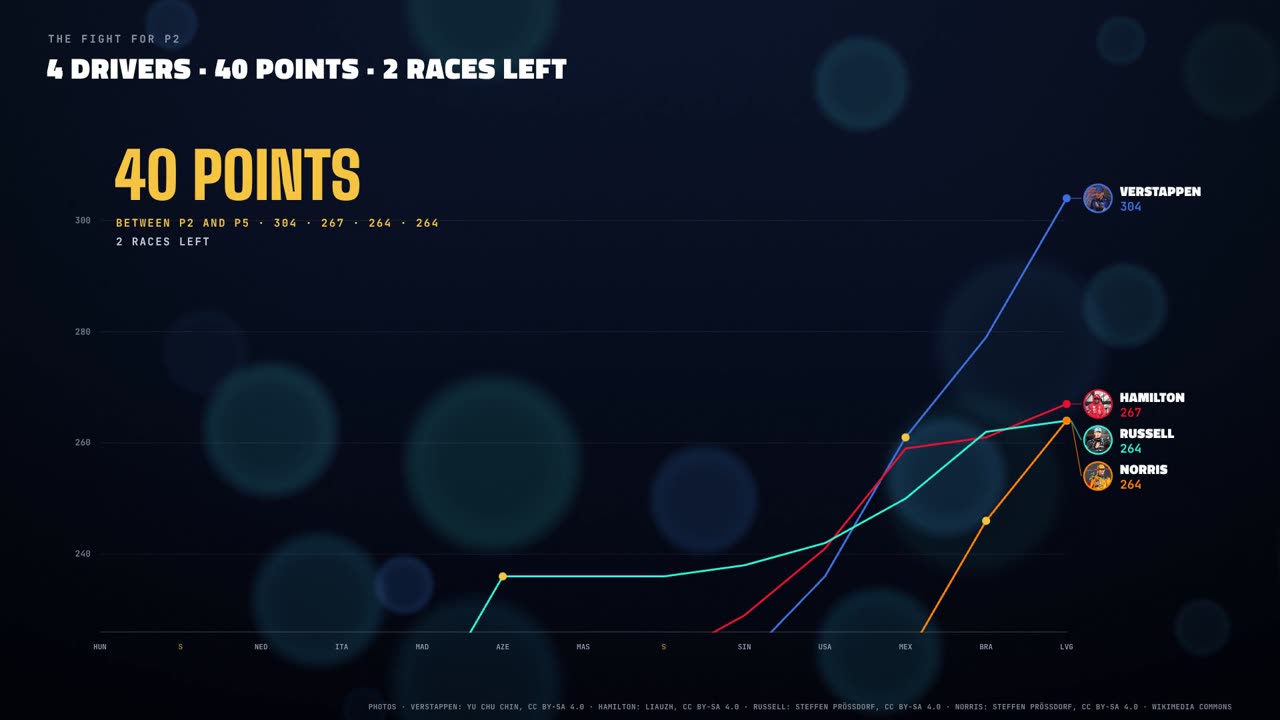 THE FIGHT FOR P2
4 DRIVERS · 40 POINTS · 2 RACES LEFT
40 POINTS
BETWEEN P2 AND P5 · 304 · 267 · 264 · 264
2 RACES LEFT
300
280
260
240
VERSTAPPEN
304
HAMILTON
267
RUSSELL
264
NORRIS
264
HUN S NED ITA MAD AZE MAS S SIN USA MEX BRA LVG
PHOTOS · VERSTAPPEN: YU CHU CHIN, CC BY-SA 4.0 · HAMILTON: LIAUZH, CC BY-SA 4.0 · RUSSELL: STEFFEN PRÖSSDORF, CC BY-SA 4.0 · NORRIS: STEFFEN PRÖSSDORF, CC BY-SA 4.0 · WIKIMEDIA COMMONS